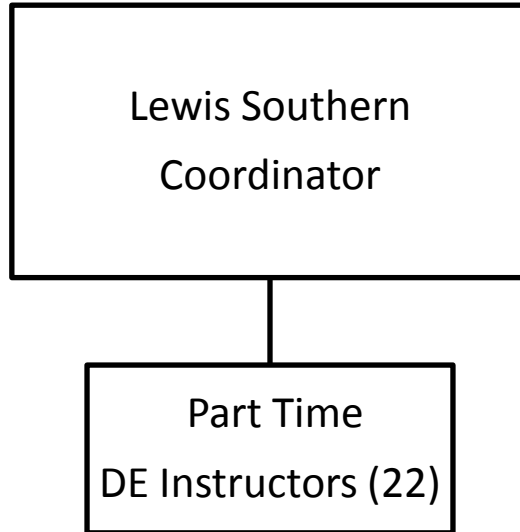 Lewis Southern
Coordinator
Part Time
DE Instructors (22)